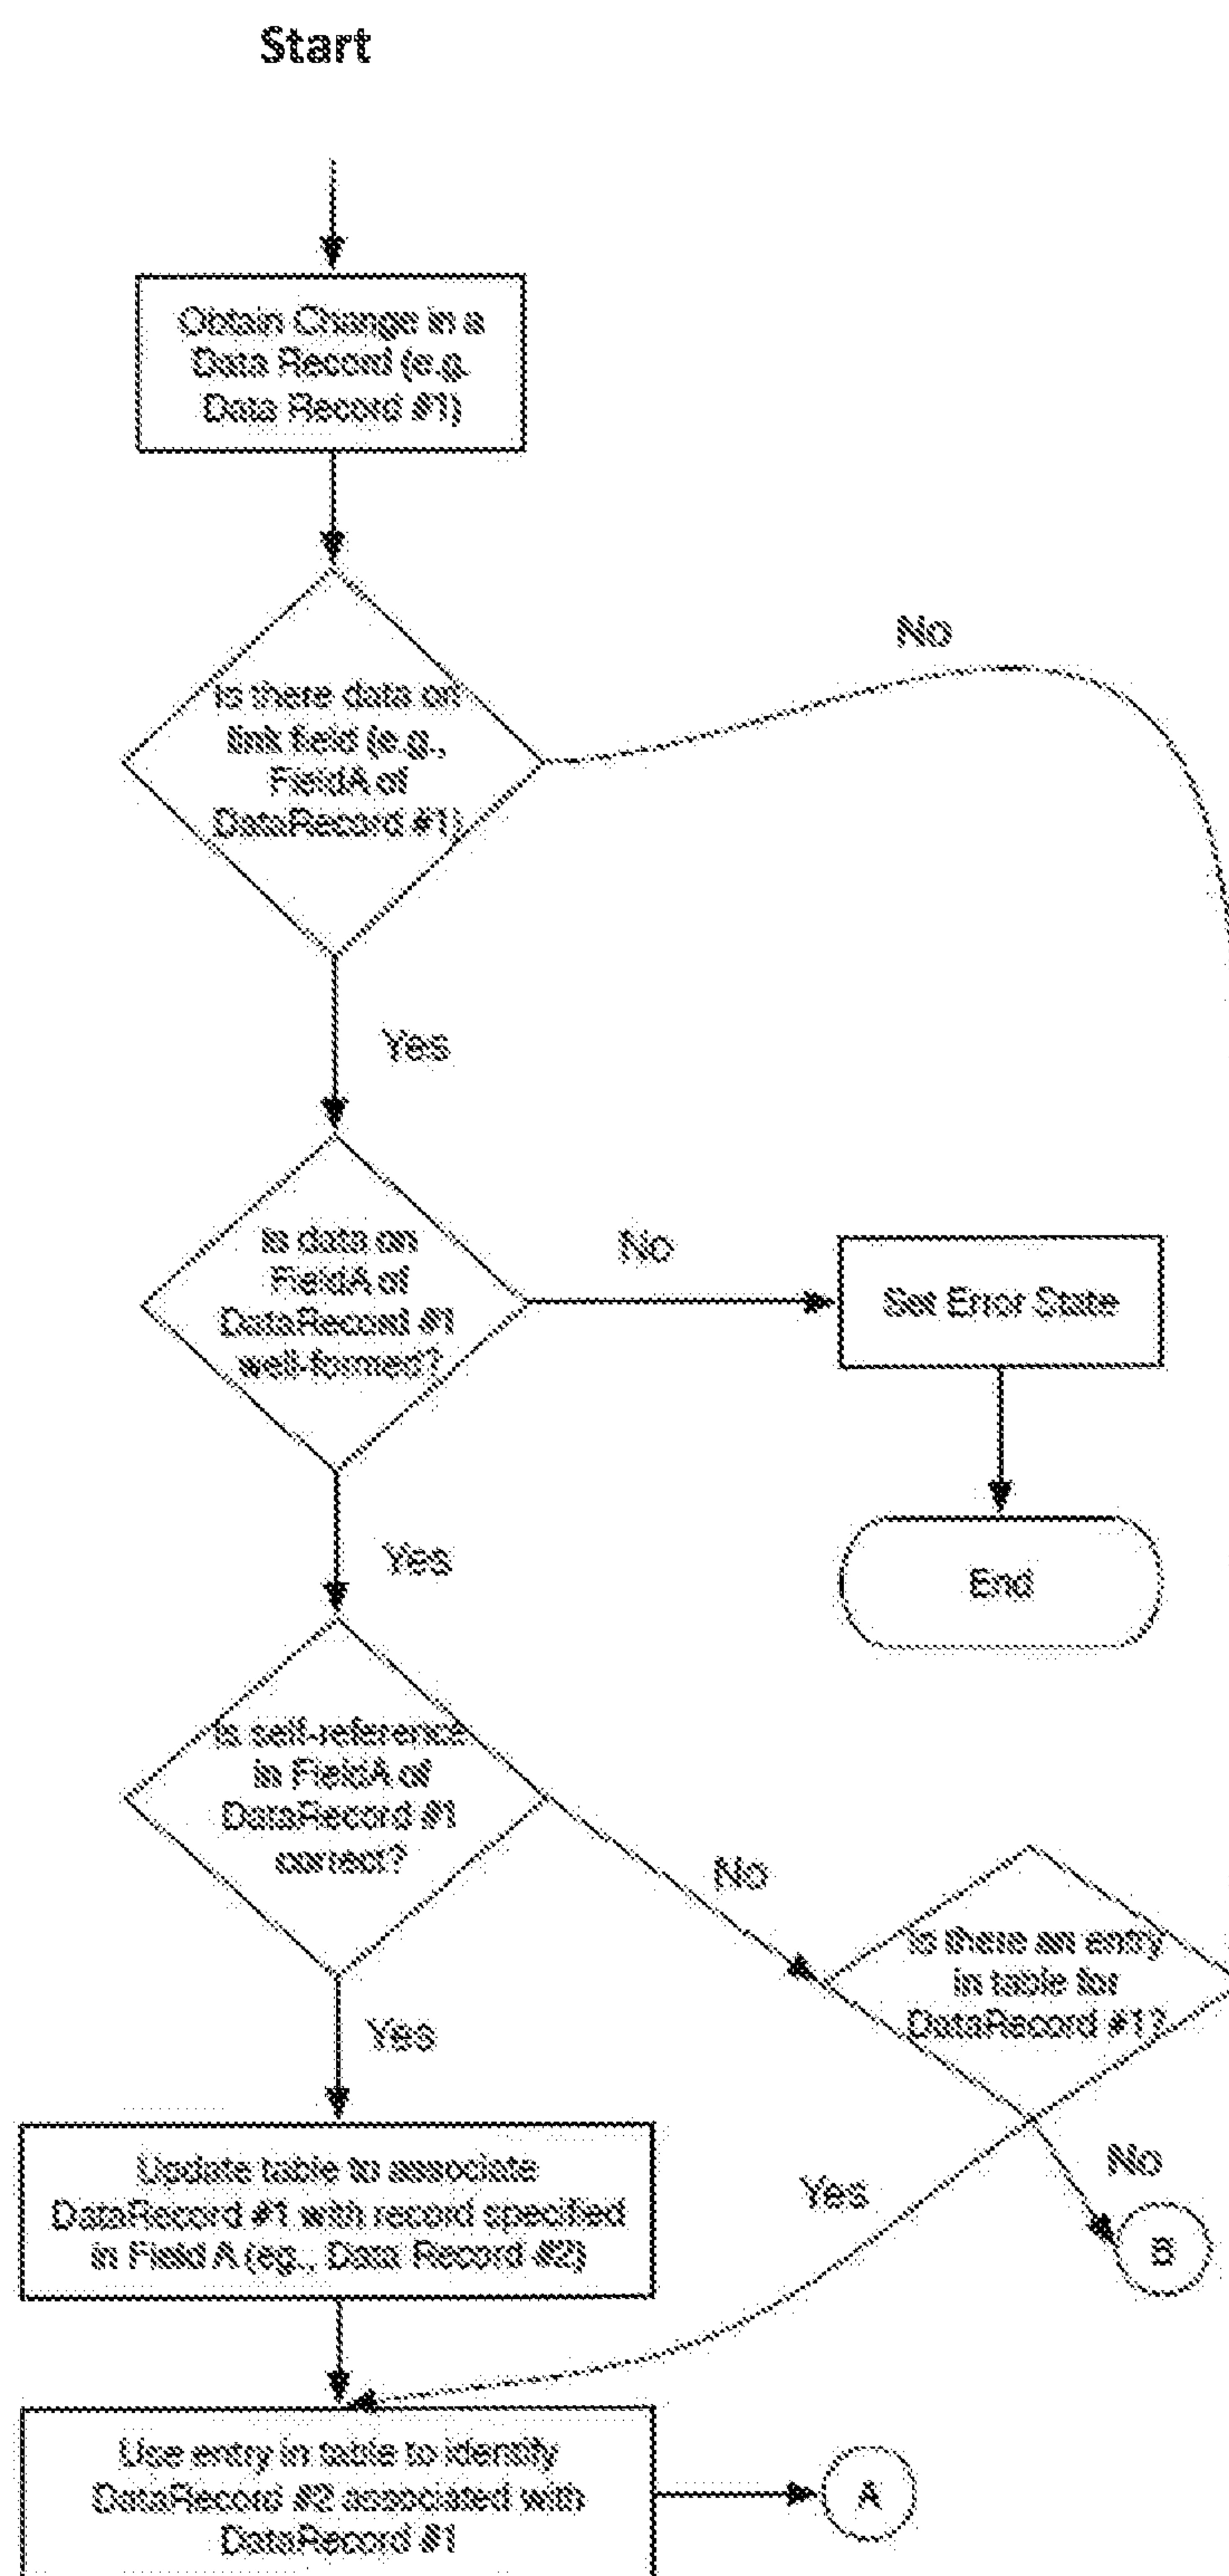 Start
Obtain Change in a
Data Record (e.g.
Data Record #1)
Is there data on
link field (e.g.,
FieldA of
DataRecord #1)
No
Yes
Is data on
FieldA of
DataRecord #1
well-formed?
No
Set Error State
Yes
End
Is self-reference
in FieldA of
DataRecord #1
correct?
No
Is there an entry
in table for
DataRecord #1?
Yes
Update table to associate
DataRecord #1 with record specified
in Field A (eg., Data Record #2)
Yes
No
B
Use entry in table to identify
DataRecord #2 associated with
DataRecord #1
A